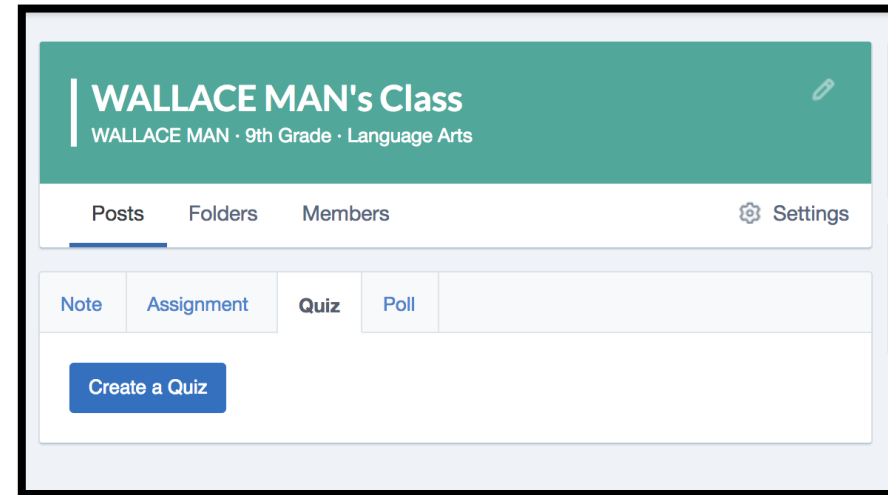 WALLACE MAN's Class
WALLACE MAN · 9th Grade · Language Arts
Posts Folders Members Settings
Note Assignment Quiz Poll
Create a Quiz